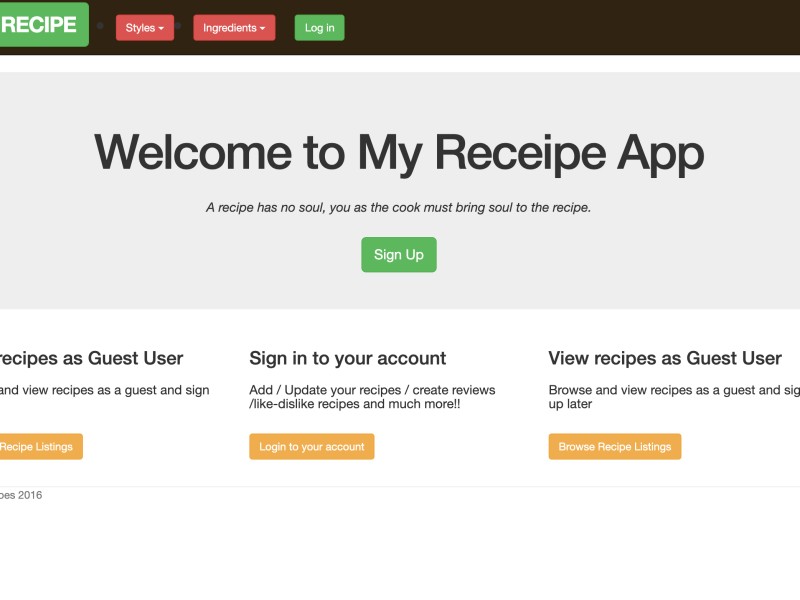 RECIPE
Styles
Ingredients
Log in
Welcome to My Receipe App
A recipe has no soul, you as the cook must bring soul to the recipe.
Sign Up
recipes as Guest User
and view recipes as a guest and sign
Recipe Listings
Sign in to your account
Add / Update your recipes / create reviews
/like-dislike recipes and much more!!
Login to your account
View recipes as Guest User
Browse and view recipes as a guest and sig
up later
Browse Recipe Listings
pes 2016